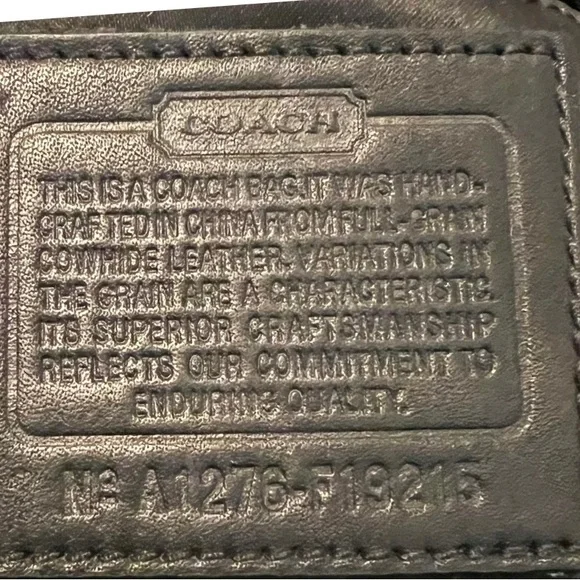 COACH
THIS IS A COACH BAG. IT WAS HAND-
CRAFTED IN CHINA FROM FULL-GRAIN
COWHIDE LEATHER. VARIATIONS IN
THE GRAIN ARE A CHARACTERISTIC.
ITS SUPERIOR CRAFTSMANSHIP
REFLECTS OUR COMMITMENT TO
ENDURING QUALITY.
Nº A1276-F19215